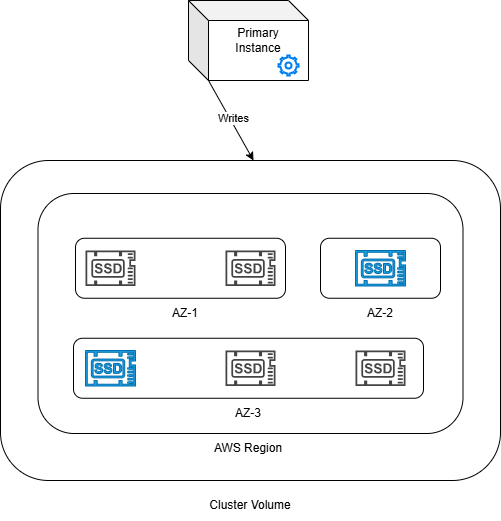 Primary
Instance
Writes
SSD
SSD
SSD
AZ-1
AZ-2
SSD
SSD
SSD
AZ-3
AWS Region
Cluster Volume